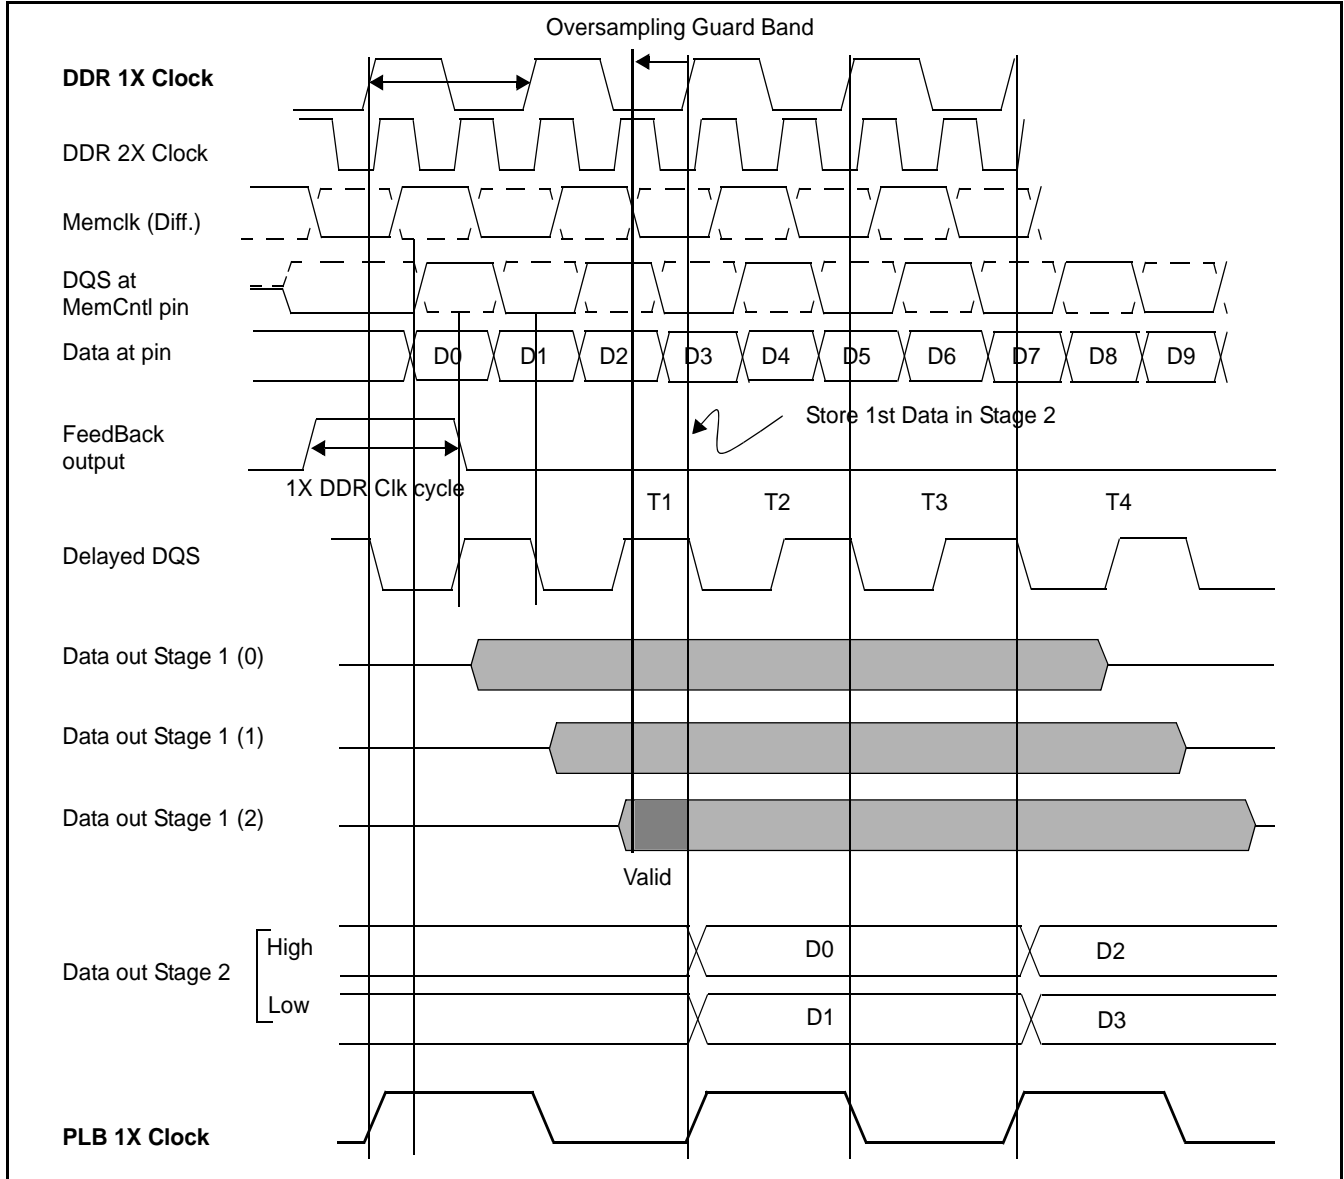 Oversampling Guard Band
DDR 1X Clock
DDR 2X Clock
Memclk (Diff.)
DQS at
MemCntl pin
Data at pin
D0 D1 D2 D3 D4 D5 D6 D7 D8 D9
Store 1st Data in Stage 2
FeedBack
output
1X DDR Clk cycle
T1 T2 T3 T4
Delayed DQS
Data out Stage 1 (0)
Data out Stage 1 (1)
Data out Stage 1 (2)
Valid
Data out Stage 2
High
D0 D2
Low
D1 D3
PLB 1X Clock